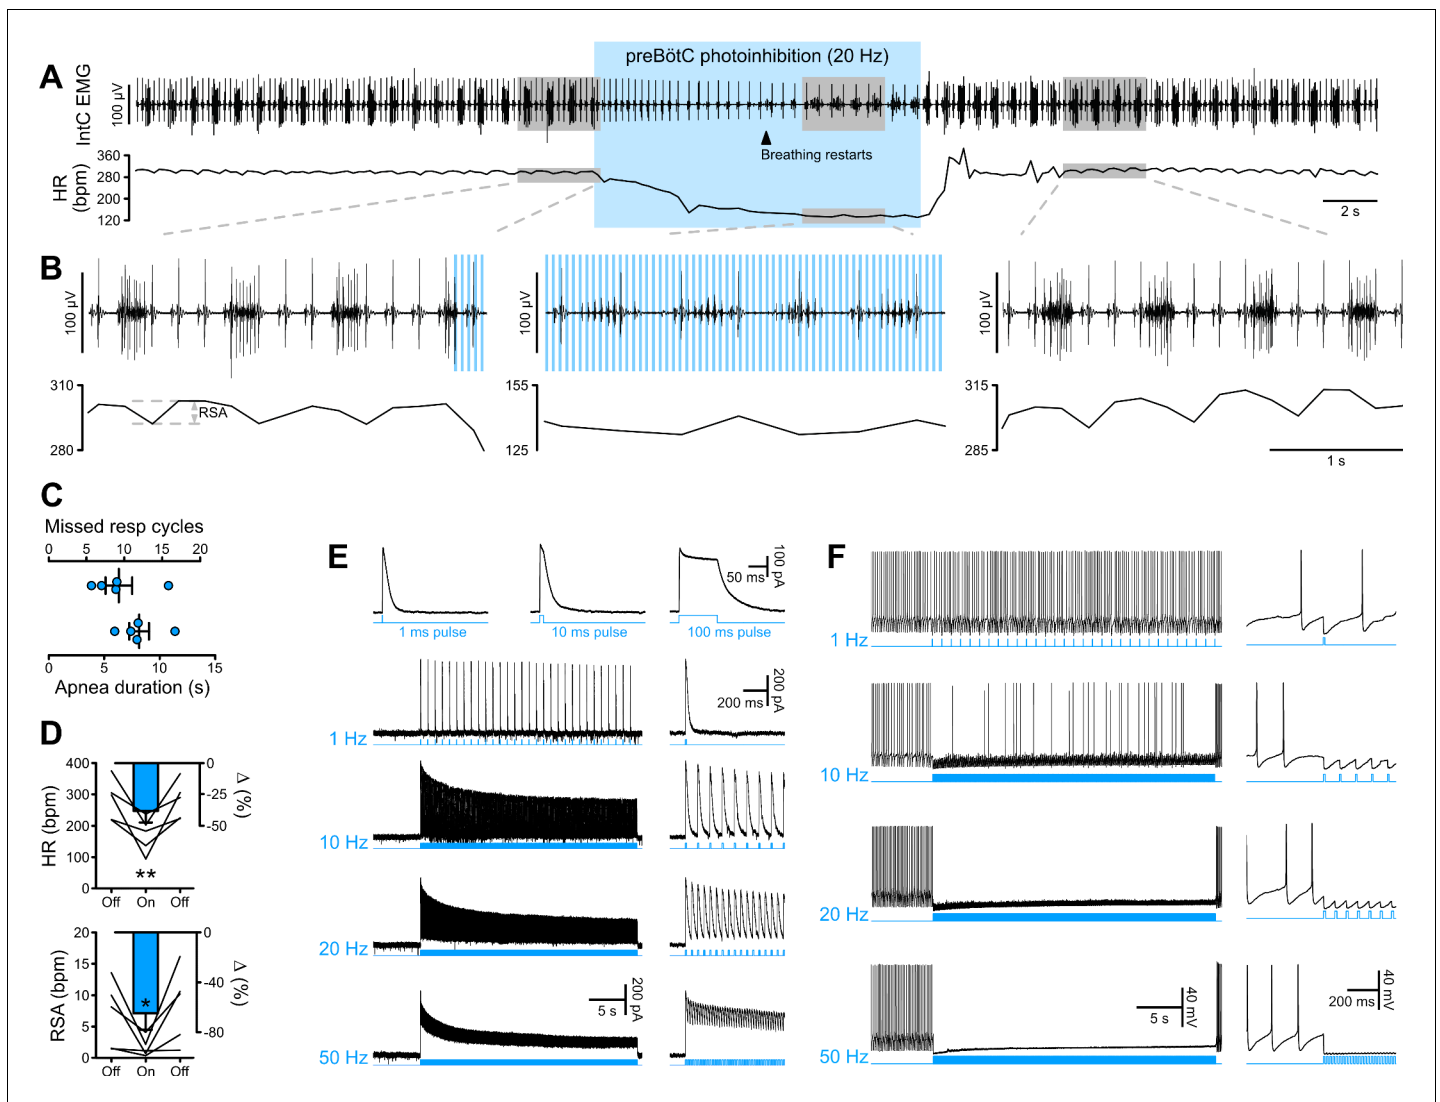 preBötC photoinhibition (20 Hz)
A
IntC EMG
100 µV
Breathing restarts
HR
(bpm)
360
280
200
120
2 s
B
100 µV
100 µV
100 µV
310
280
RSA
155
125
315
285
1 s
C
Missed resp cycles
0 5 10 15 20
0 5 10 15
Apnea duration (s)
D
HR (bpm)
400
300
200
100
0
0
-25
-50
Δ (%)
**
Off On Off
RSA (bpm)
20
15
10
5
0
0
-40
-80
Δ (%)
*
Off On Off
E
100 pA
50 ms
1 ms pulse
10 ms pulse
100 ms pulse
200 pA
200 ms
1 Hz
10 Hz
20 Hz
50 Hz
5 s
200 pA
F
1 Hz
10 Hz
20 Hz
50 Hz
5 s
40 mV
200 ms
40 mV